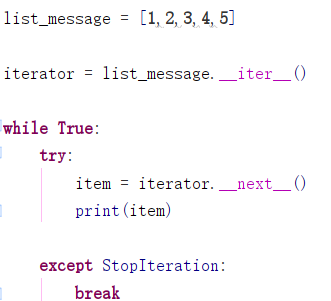 list_message = [1, 2, 3, 4, 5]
iterator = list_message.__iter__()
while True:
    try:
        item = iterator.__next__()
        print(item)
    except StopIteration:
        break